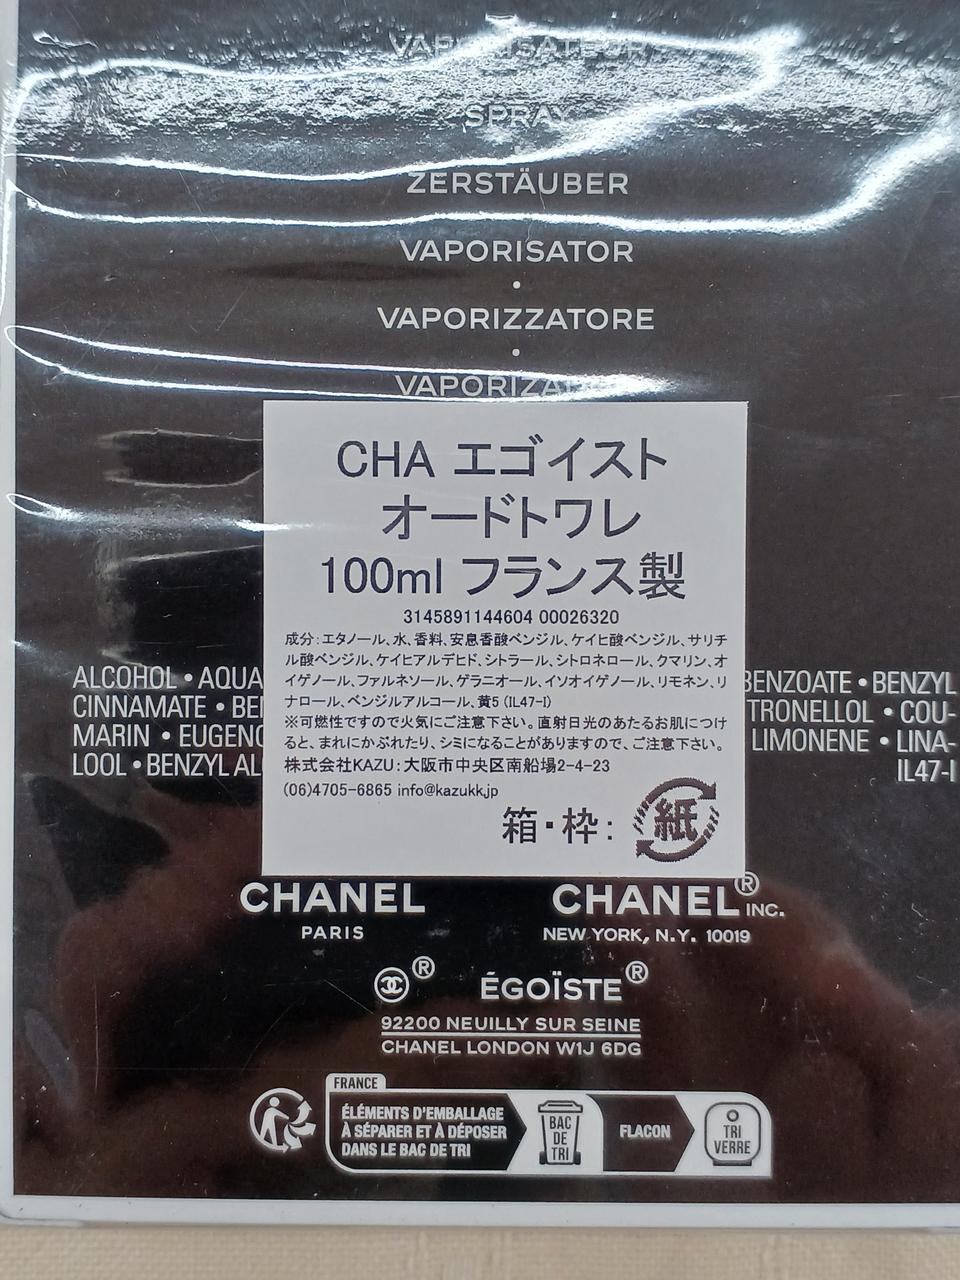 VAPORISATEUR
SPRAY
ZERSTÄUBER
VAPORISATOR
VAPORIZZATORE
CHA エゴイスト
オードトワレ
100ml フランス製
3145891144604 00026320
成分:エタノール、水、香料、安息香酸ベンジル、ケイヒ酸ベンジル、サリチ
ル酸ベンジル、ケイヒアルデヒド、シトラール、シトロネロール、クマリン、オ
イゲノール、ファルネソール、ゲラニオール、イソオイゲノール、リモネン、リ
ナロール、ベンジルアルコール、黄5 (IL47-I)
※可燃性ですので火気にご注意下さい。直射日光のあたるお肌につけ
ると、まれにかぶれたり、シミになることがありますので、ご注意下さい。
株式会社KAZU:大阪市中央区南船場2-4-23
(06)4705-6865 info@kazukk.jp
箱・枠: 紙
ALCOHOL • AQUA BENZOATE • BENZYL
CINNAMATE • COU-
MARIN • LIMONENE • LINA-
LOOL • BENZYL IL47-I
CHANEL CHANEL® INC.
PARIS NEW YORK, N.Y. 10019
® ÉGOÏSTE®
92200 NEUILLY SUR SEINE
CHANEL LONDON W1J 6DG
FRANCE
ÉLÉMENTS D'EMBALLAGE
À SÉPARER ET À DÉPOSER
DANS LE BAC DE TRI
BAC
DE
TRI
FLACON
TRI
VERRE